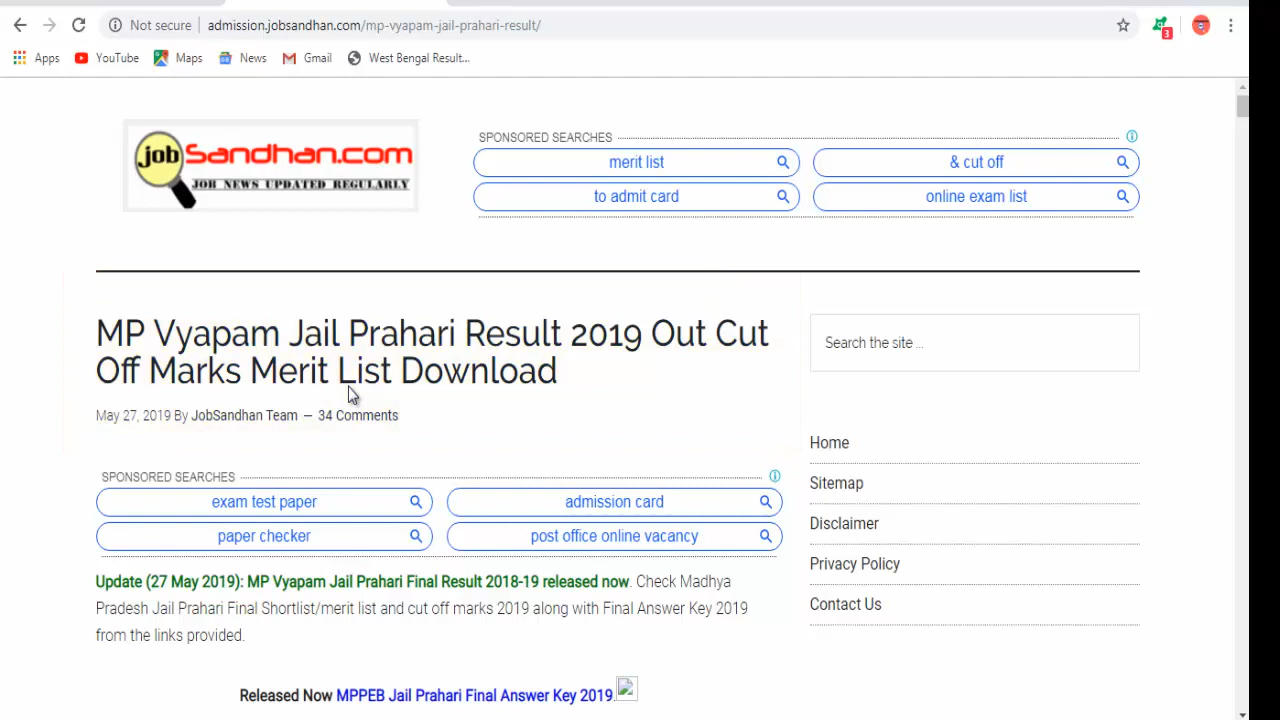 Not secure | admission.jobsandhan.com/mp-vyapam-jail-prahari-result/
3
Apps YouTube Maps News Gmail West Bengal Result...
job Sandhan.com
JOB NEWS UPDATED REGULARLY
SPONSORED SEARCHES
merit list & cut off
to admit card online exam list
MP Vyapam Jail Prahari Result 2019 Out Cut
Off Marks Merit List Download
May 27, 2019 By JobSandhan Team — 34 Comments
Search the site ...
Home
Sitemap
Disclaimer
Privacy Policy
Contact Us
SPONSORED SEARCHES
exam test paper admission card
paper checker post office online vacancy
Update (27 May 2019): MP Vyapam Jail Prahari Final Result 2018-19 released now. Check Madhya
Pradesh Jail Prahari Final Shortlist/merit list and cut off marks 2019 along with Final Answer Key 2019
from the links provided.
Released Now MPPEB Jail Prahari Final Answer Key 2019.